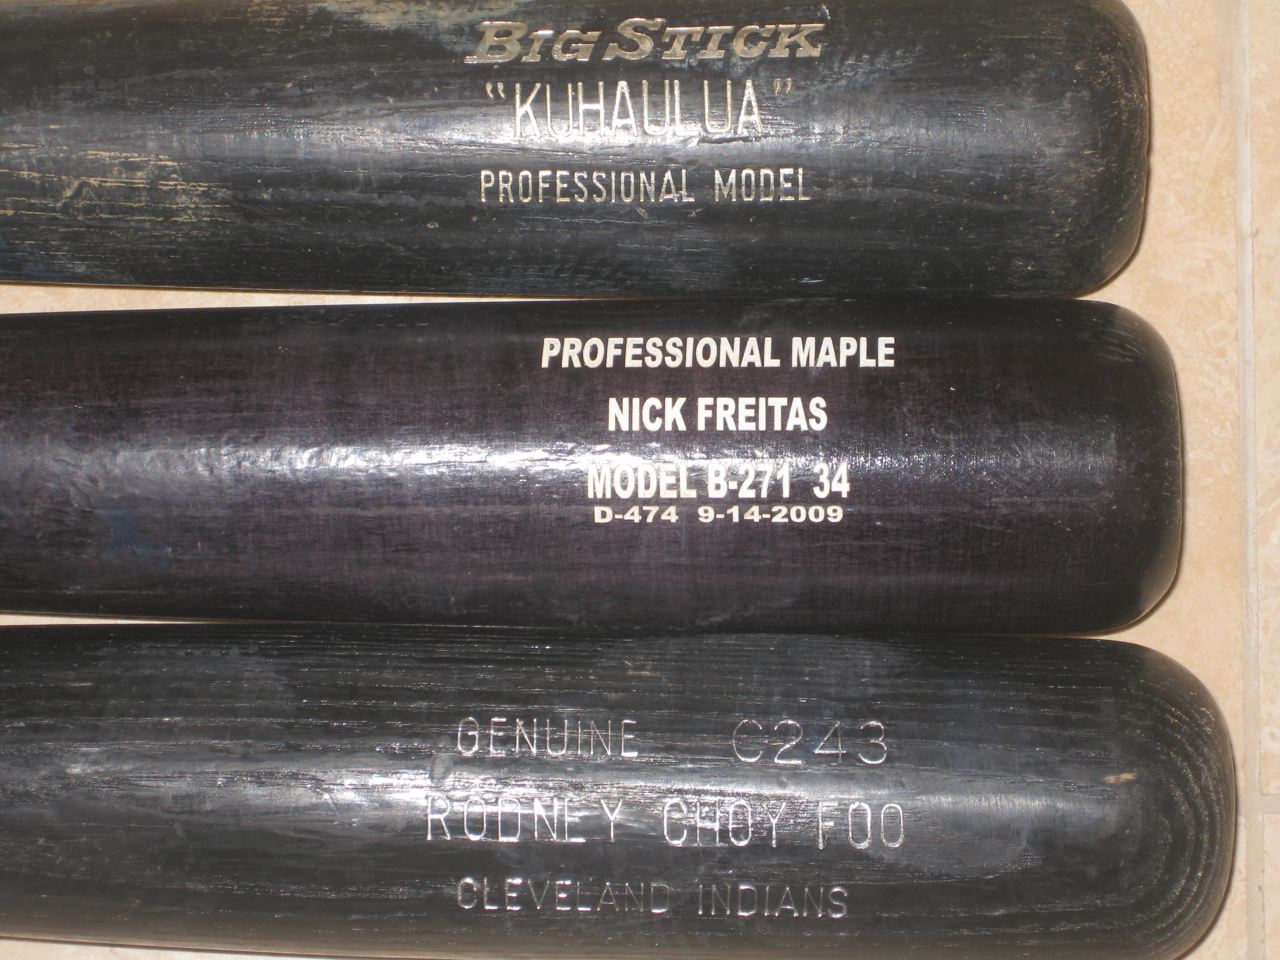 BIG STICK
"KUHAULUA"
PROFESSIONAL MODEL
PROFESSIONAL MAPLE
NICK FREITAS
MODEL B-271 34
D-474 9-14-2009
GENUINE C243
RODNEY CHOY FOO
CLEVELAND INDIANS